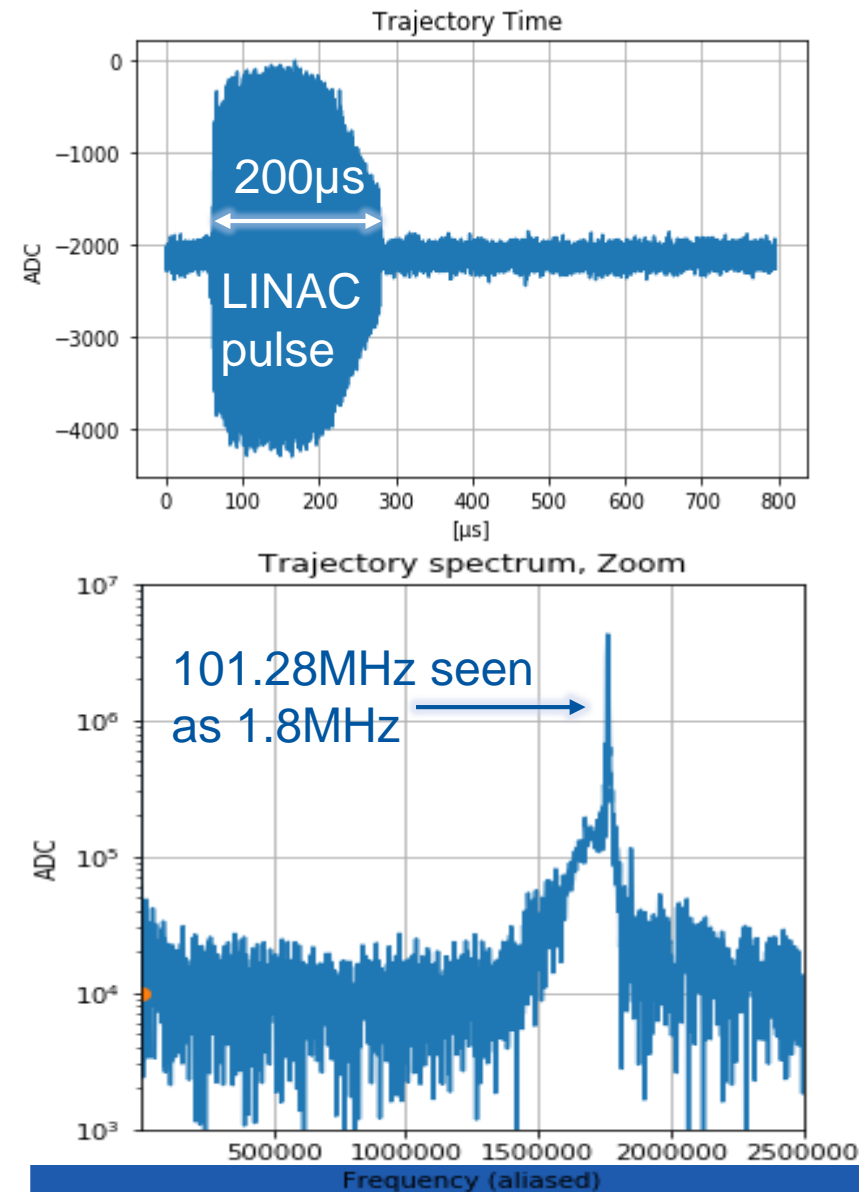 Trajectory Time
0
−1000
−2000
−3000
−4000
ADC
200µs
LINAC
pulse
0 100 200 300 400 500 600 700 800
[µs]
Trajectory spectrum, Zoom
10⁷
10⁶
10⁵
10⁴
10³
ADC
101.28MHz seen
as 1.8MHz
500000 1000000 1500000 2000000 2500000
Frequency (aliased)